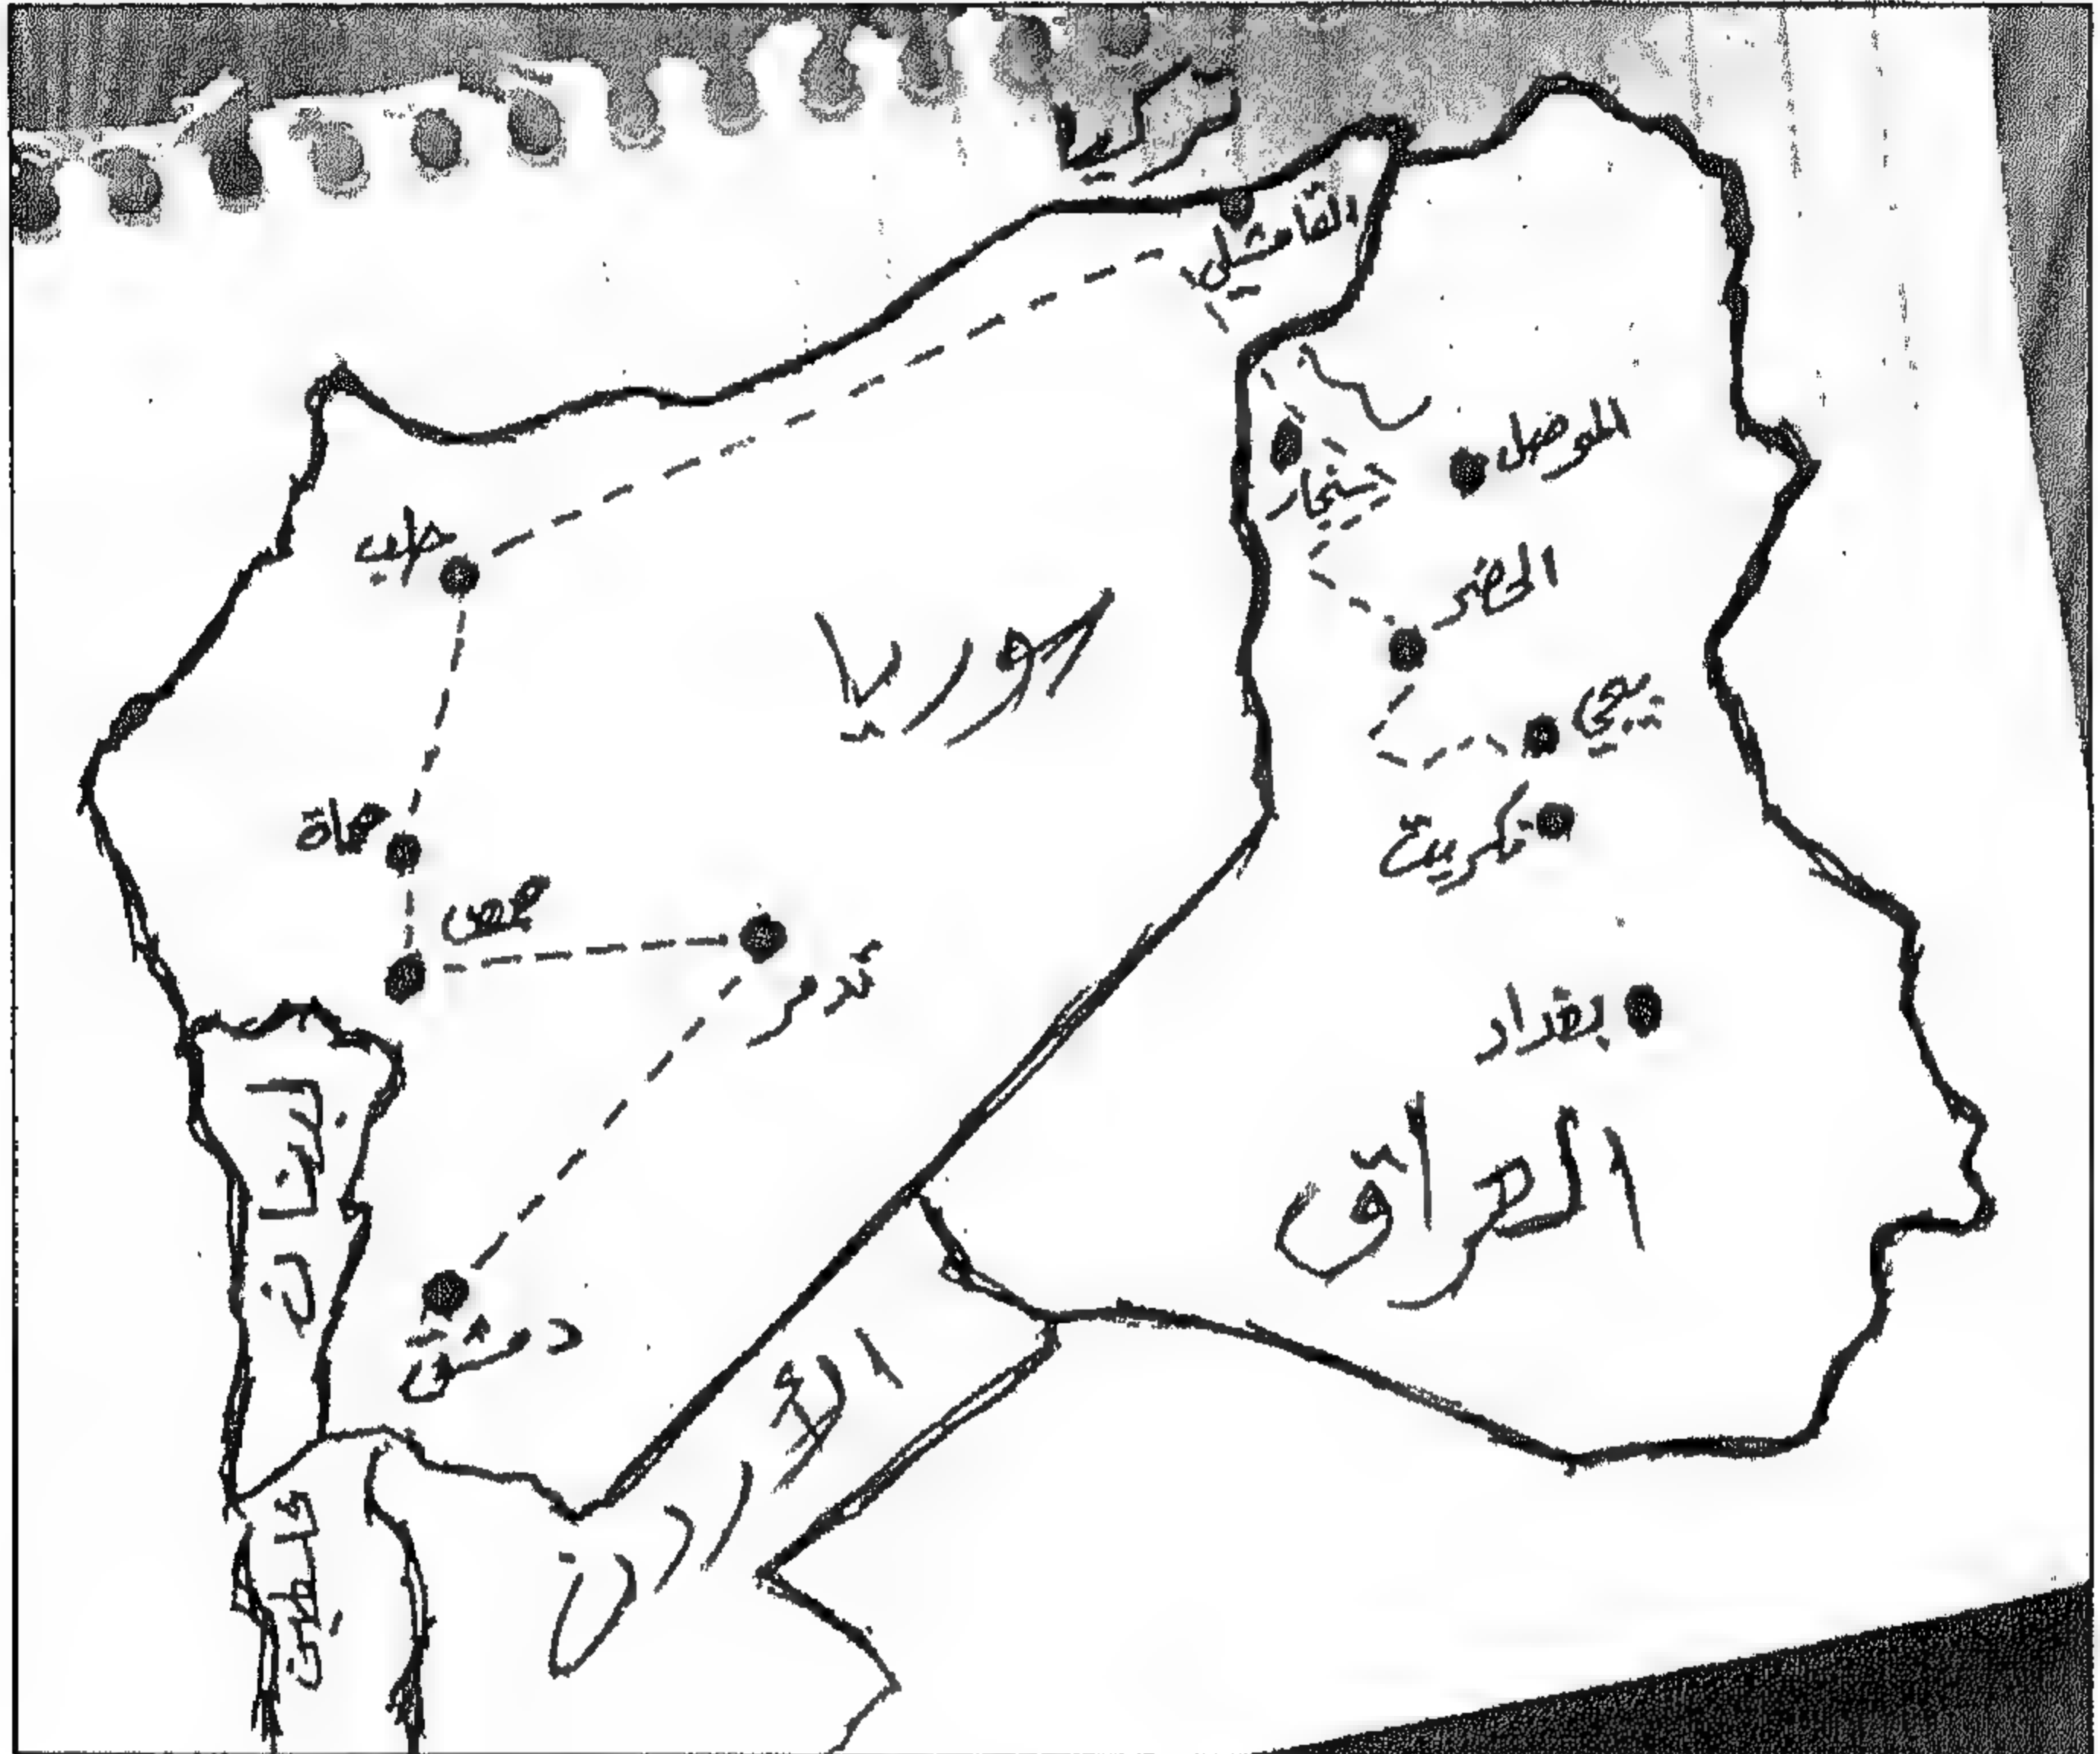 تركيا
القامشلي
الموصل
سنجار
حلب
الحضر
سوريا
بيجي
حماة
تكريت
حمص
تدمر
بغداد
لبنان
العراق
دمشق
الأردن
فلسطين